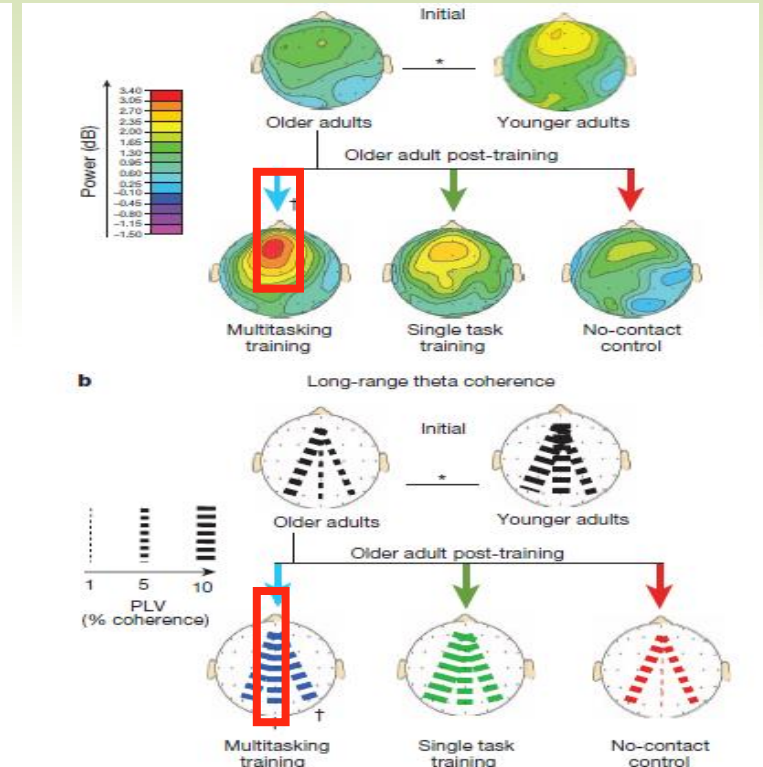 Initial
*
Older adults
Younger adults
Power (dB)
3.40
3.05
2.70
2.35
2.00
1.65
1.30
0.95
0.60
0.25
–0.10
–0.45
–0.80
–1.15
–1.50
Older adult post-training
†
Multitasking
training
Single task
training
No-contact
control
b
Long-range theta coherence
Initial
*
Older adults
Younger adults
1 5 10
PLV
(% coherence)
Older adult post-training
†
Multitasking
training
Single task
training
No-contact
control